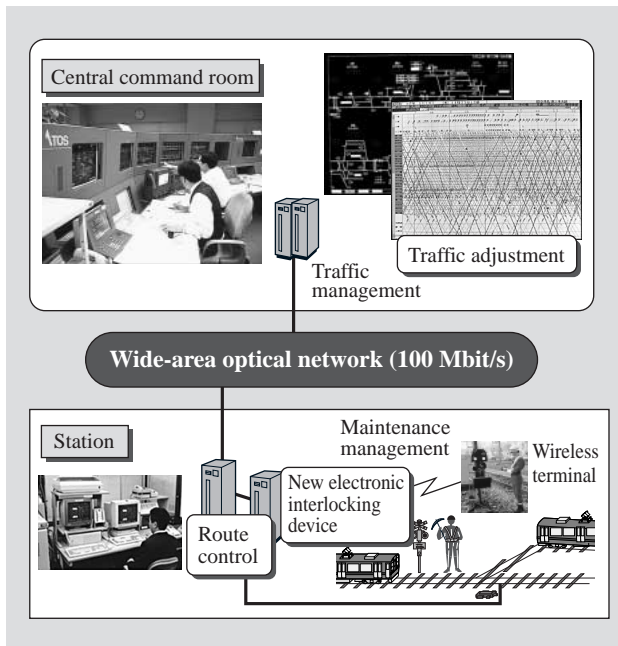 Central command room
ATOS
Traffic adjustment
Traffic
management
Wide-area optical network (100 Mbit/s)
Station
Maintenance
management
Wireless
terminal
New electronic
interlocking
device
Route
control